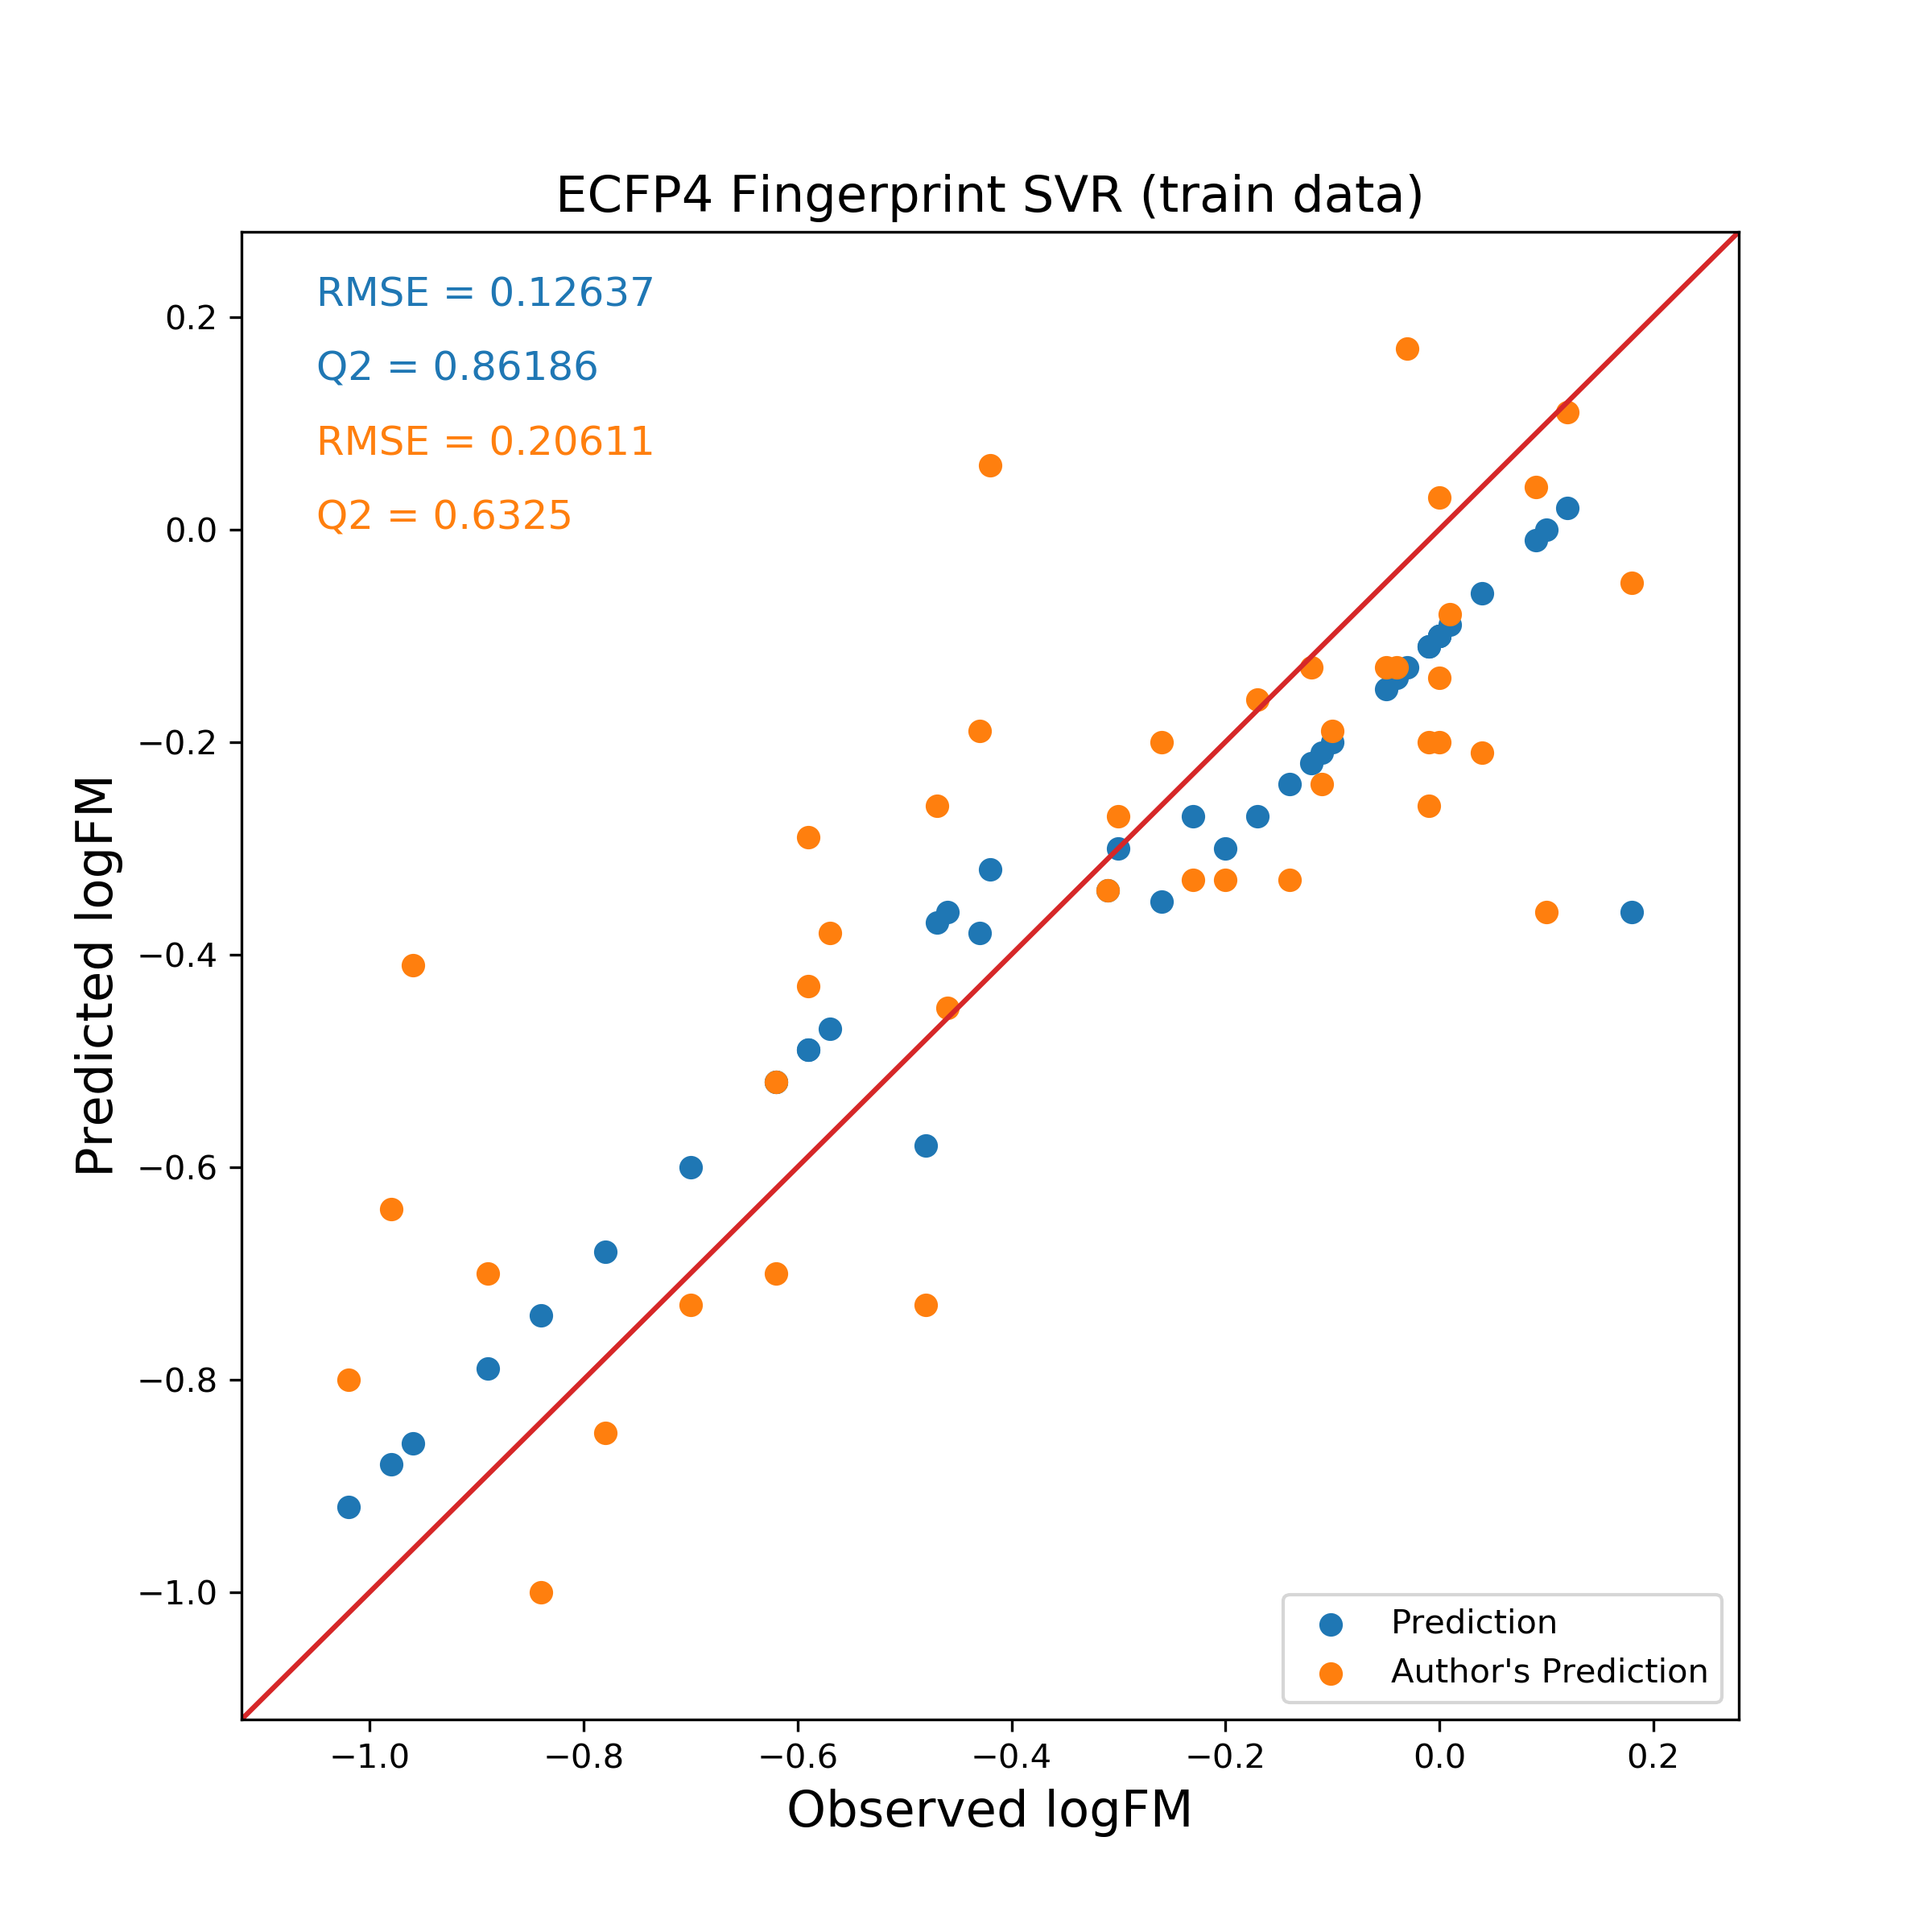 ECFP4 Fingerprint SVR (train data)
RMSE = 0.12637
Q2 = 0.86186
RMSE = 0.20611
Q2 = 0.6325
0.2
0.0
−0.2
−0.4
−0.6
−0.8
−1.0
Predicted logFM
Prediction
Author's Prediction
−1.0 −0.8 −0.6 −0.4 −0.2 0.0 0.2
Observed logFM